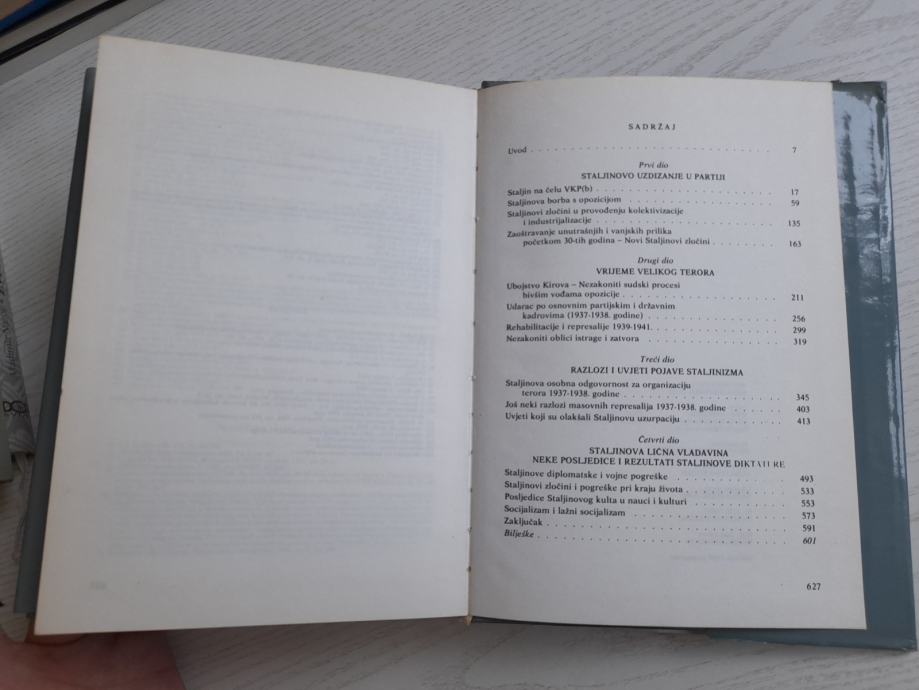 SADRŽAJ
Uvod . . . . . . . . . . . . . . . . . . . . . . . 7
Prvi dio
STALJINOVO UZDIZANJE U PARTIJI
Staljin na čelu VKP(b) . . . . . . . . . . . . . . . . . 17
Staljinova borba s opozicijom . . . . . . . . . . . . . . 59
Staljinovi zločini u provođenju kolektivizacije
i industrijalizacije . . . . . . . . . . . . . . . . . 135
Zaoštravanje unutrašnjih i vanjskih prilika
početkom 30-tih godina – Novi Staljinovi zločini . . . . . . 163
Drugi dio
VRIJEME VELIKOG TERORA
Ubojstvo Kirova – Nezakoniti sudski procesi
bivšim vođama opozicije . . . . . . . . . . . . . . . 211
Udarac po osnovnim partijskim i državnim
kadrovima (1937-1938. godine) . . . . . . . . . . . . 256
Rehabilitacije i represalije 1939-1941. . . . . . . . . . . . 299
Nezakoniti oblici istrage i zatvora . . . . . . . . . . . . 319
Treći dio
RAZLOZI I UVJETI POJAVE STALJINIZMA
Staljinova osobna odgovornost za organizaciju
terora 1937-1938. godine . . . . . . . . . . . . . . . 345
Još neki razlozi masovnih represalija 1937-1938. godine . . . . 403
Uvjeti koji su olakšali Staljinovu uzurpaciju . . . . . . . . 413
Četvrti dio
STALJINOVA LIČNA VLADAVINA
NEKE POSLJEDICE I REZULTATI STALJINOVE DIKTATURE
Staljinove diplomatske i vojne pogreške . . . . . . . . . . 493
Staljinovi zločini i pogreške pri kraju života . . . . . . . . 533
Posljedice Staljinovog kulta u nauci i kulturi . . . . . . . . 553
Socijalizam i lažni socijalizam . . . . . . . . . . . . . 573
Zaključak . . . . . . . . . . . . . . . . . . . . . 591
Bilješke . . . . . . . . . . . . . . . . . . . . . . 601
627